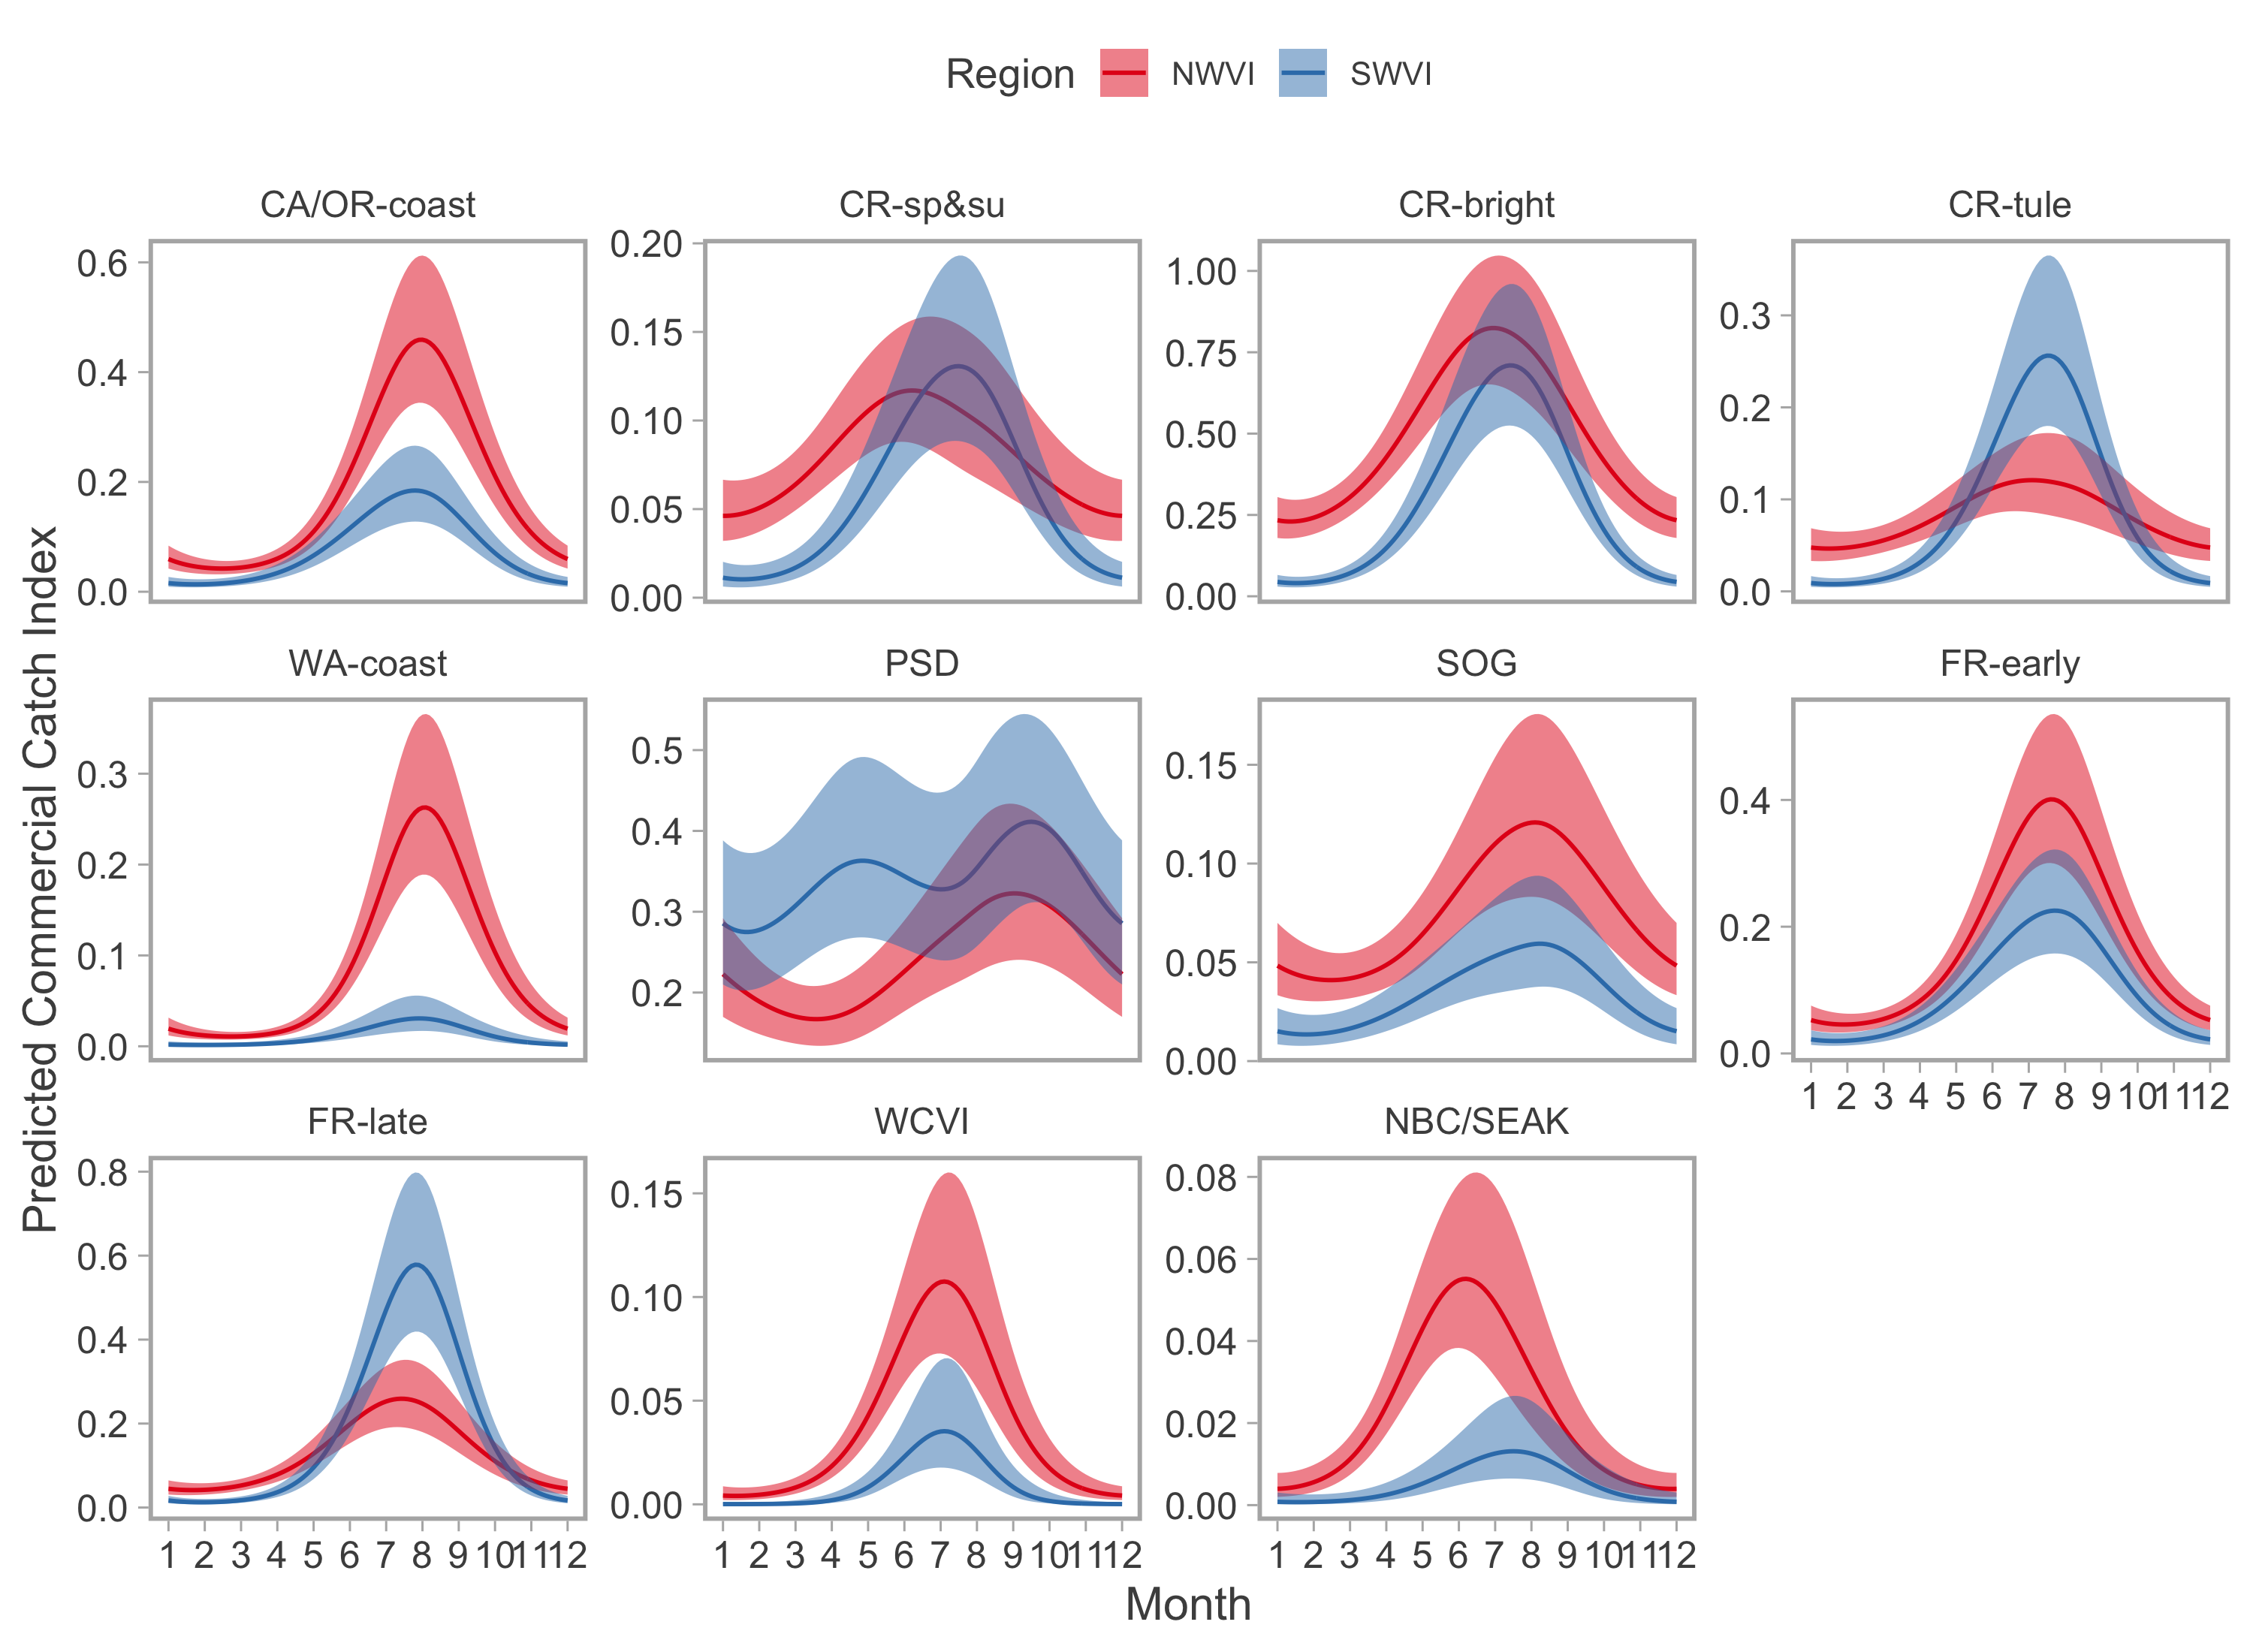 Region NWVI SWVI
CA/OR-coast CR-sp&su CR-bright CR-tule
0.6 0.4 0.2 0.0
0.20 0.15 0.10 0.05 0.00
1.00 0.75 0.50 0.25 0.00
0.3 0.2 0.1 0.0
WA-coast PSD SOG FR-early
0.3 0.2 0.1 0.0
0.5 0.4 0.3 0.2
0.15 0.10 0.05 0.00
0.4 0.2 0.0
1 2 3 4 5 6 7 8 9 10 11 12
FR-late WCVI NBC/SEAK
0.8 0.6 0.4 0.2 0.0
0.15 0.10 0.05 0.00
0.08 0.06 0.04 0.02 0.00
1 2 3 4 5 6 7 8 9 10 11 12
1 2 3 4 5 6 7 8 9 10 11 12
1 2 3 4 5 6 7 8 9 10 11 12
Month
Predicted Commercial Catch Index